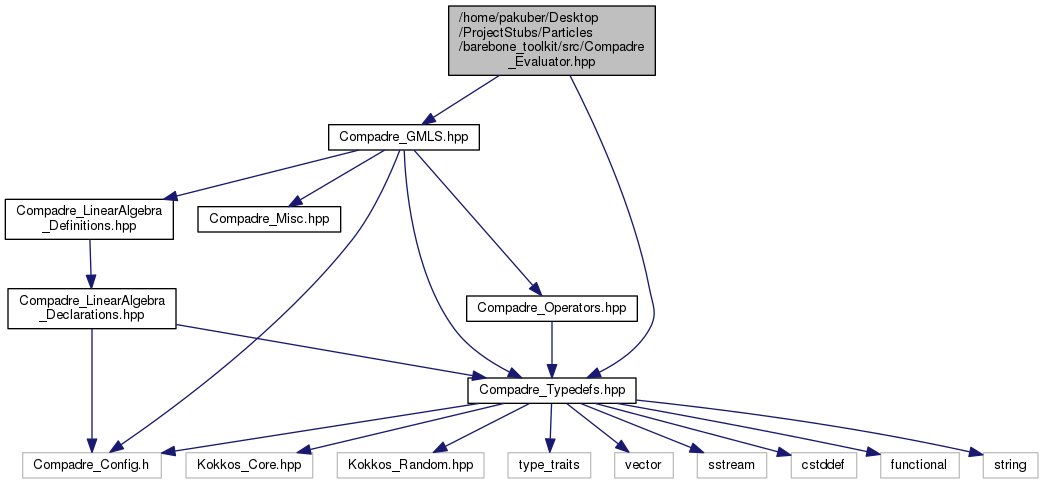 /home/pakuber/Desktop
/ProjectStubs/Particles
/barebone_toolkit/src/Compadre
_Evaluator.hpp
Compadre_GMLS.hpp
Compadre_LinearAlgebra
_Definitions.hpp
Compadre_Misc.hpp
Compadre_LinearAlgebra
_Declarations.hpp
Compadre_Operators.hpp
Compadre_Typedefs.hpp
Compadre_Config.h
Kokkos_Core.hpp
Kokkos_Random.hpp
type_traits
vector
sstream
cstddef
functional
string